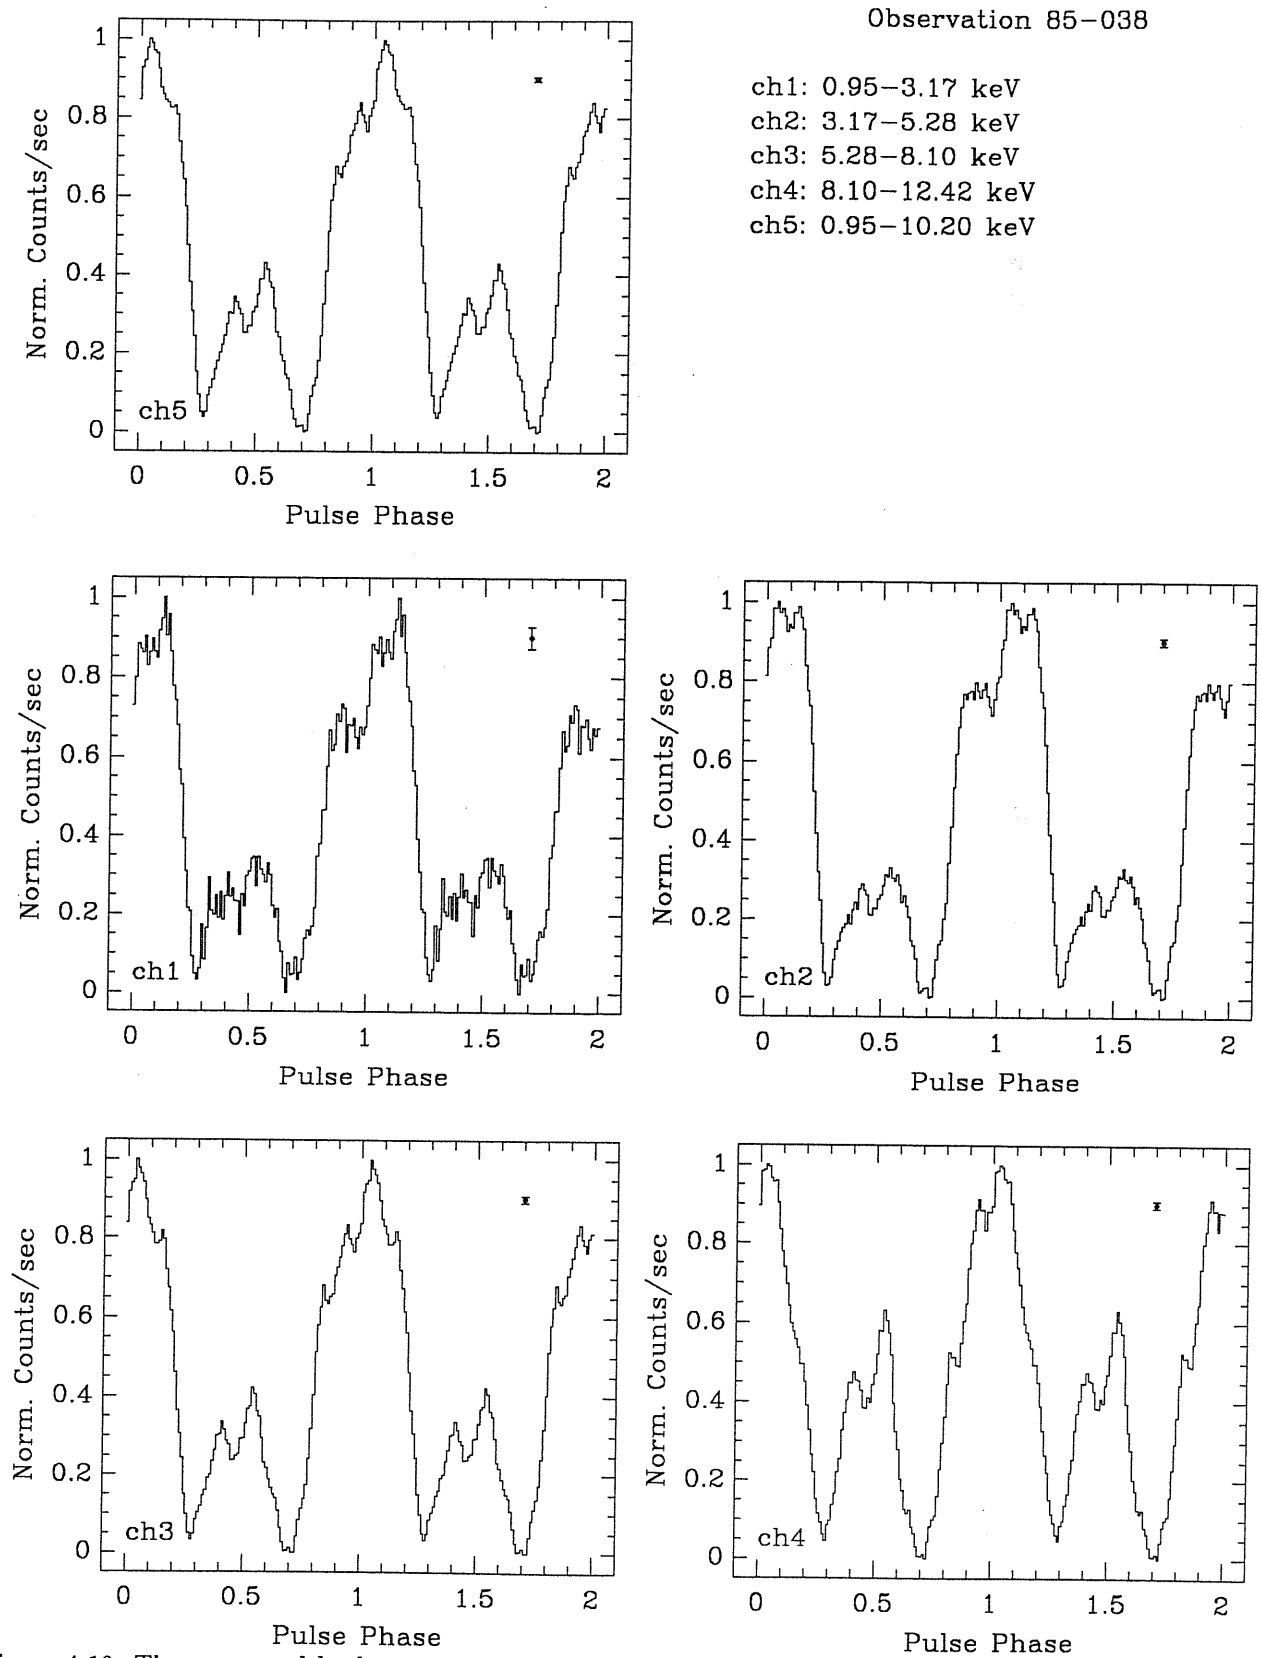 Observation 85-038
ch1: 0.95-3.17 keV
ch2: 3.17-5.28 keV
ch3: 5.28-8.10 keV
ch4: 8.10-12.42 keV
ch5: 0.95-10.20 keV
Norm. Counts/sec
1
0.8
0.6
0.4
0.2
0
ch5
0 0.5 1 1.5 2
Pulse Phase
Norm. Counts/sec
1
0.8
0.6
0.4
0.2
0
ch1
0 0.5 1 1.5 2
Pulse Phase
Norm. Counts/sec
1
0.8
0.6
0.4
0.2
0
ch2
0 0.5 1 1.5 2
Pulse Phase
Norm. Counts/sec
1
0.8
0.6
0.4
0.2
0
ch3
0 0.5 1 1.5 2
Pulse Phase
Norm. Counts/sec
1
0.8
0.6
0.4
0.2
0
ch4
0 0.5 1 1.5 2
Pulse Phase